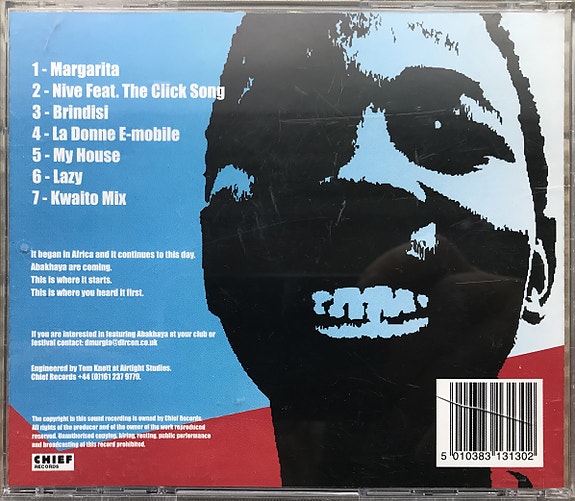 1 - Margarita
2 - Nive Feat. The Click Song
3 - Brindisi
4 - La Donne E-mobile
5 - My House
6 - Lazy
7 - Kwaito Mix
It began in Africa and it continues to this day.
Abakhaya are coming.
This is where it starts.
This is where you heard it first.
If you are interested in featuring Abakhaya at your club or
festival contact: dmurgia@dircon.co.uk
Engineered by Tom Knott at Airtight Studios.
Chief Records +44 (0)161 237 9779.
The copyright in this sound recording is owned by Chief Records.
All rights of the producer and of the owner of the work reproduced
reserved. Unauthorised copying, hiring, renting, public performance
and broadcasting of this record prohibited.
CHIEF
RECORDS
5 010383 131302